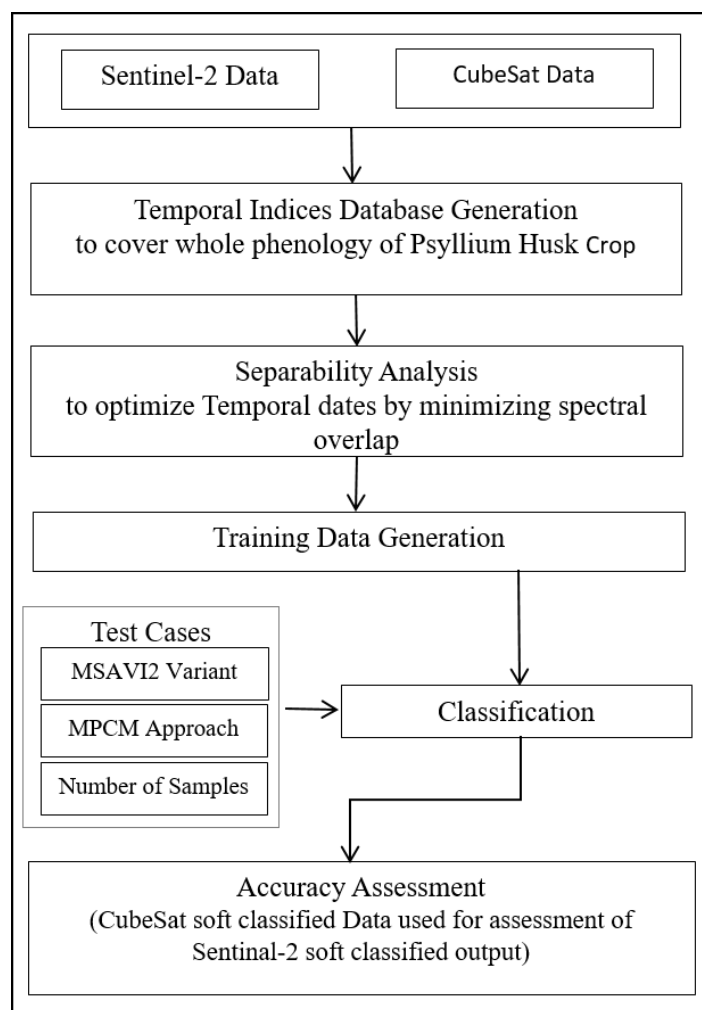 Sentinel-2 Data
CubeSat Data
Temporal Indices Database Generation
to cover whole phenology of Psyllium Husk Crop
Separability Analysis
to optimize Temporal dates by minimizing spectral
overlap
Training Data Generation
Test Cases
MSAVI2 Variant
MPCM Approach
Number of Samples
Classification
Accuracy Assessment
(CubeSat soft classified Data used for assessment of
Sentinal-2 soft classified output)